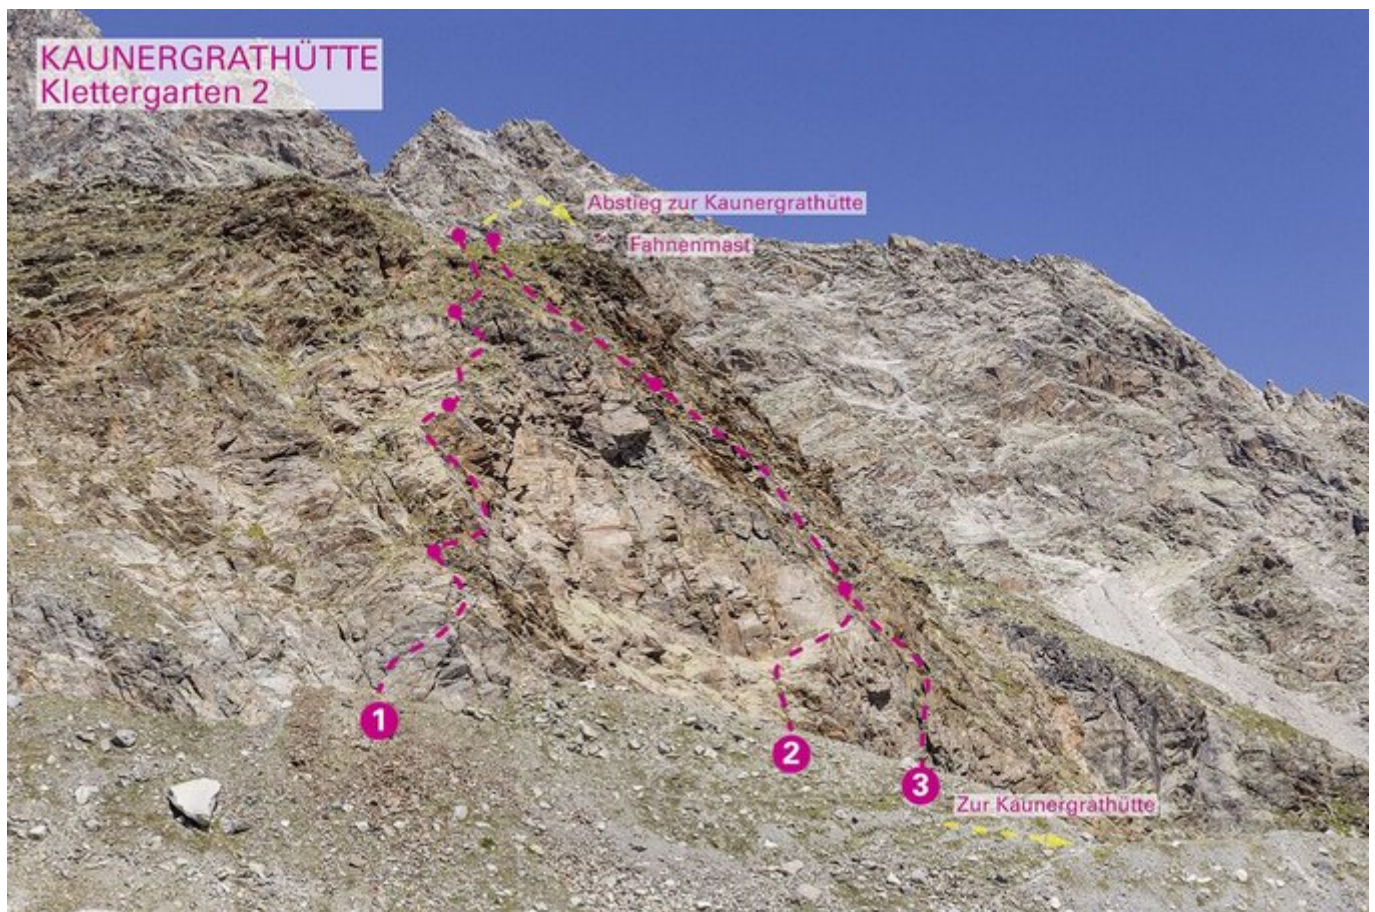 KAUNERGRATHÜTTE
Klettergarten 2
Abstieg zur Kaunergrathütte
Fahnenmast
1
2
3
Zur Kaunergrathütte